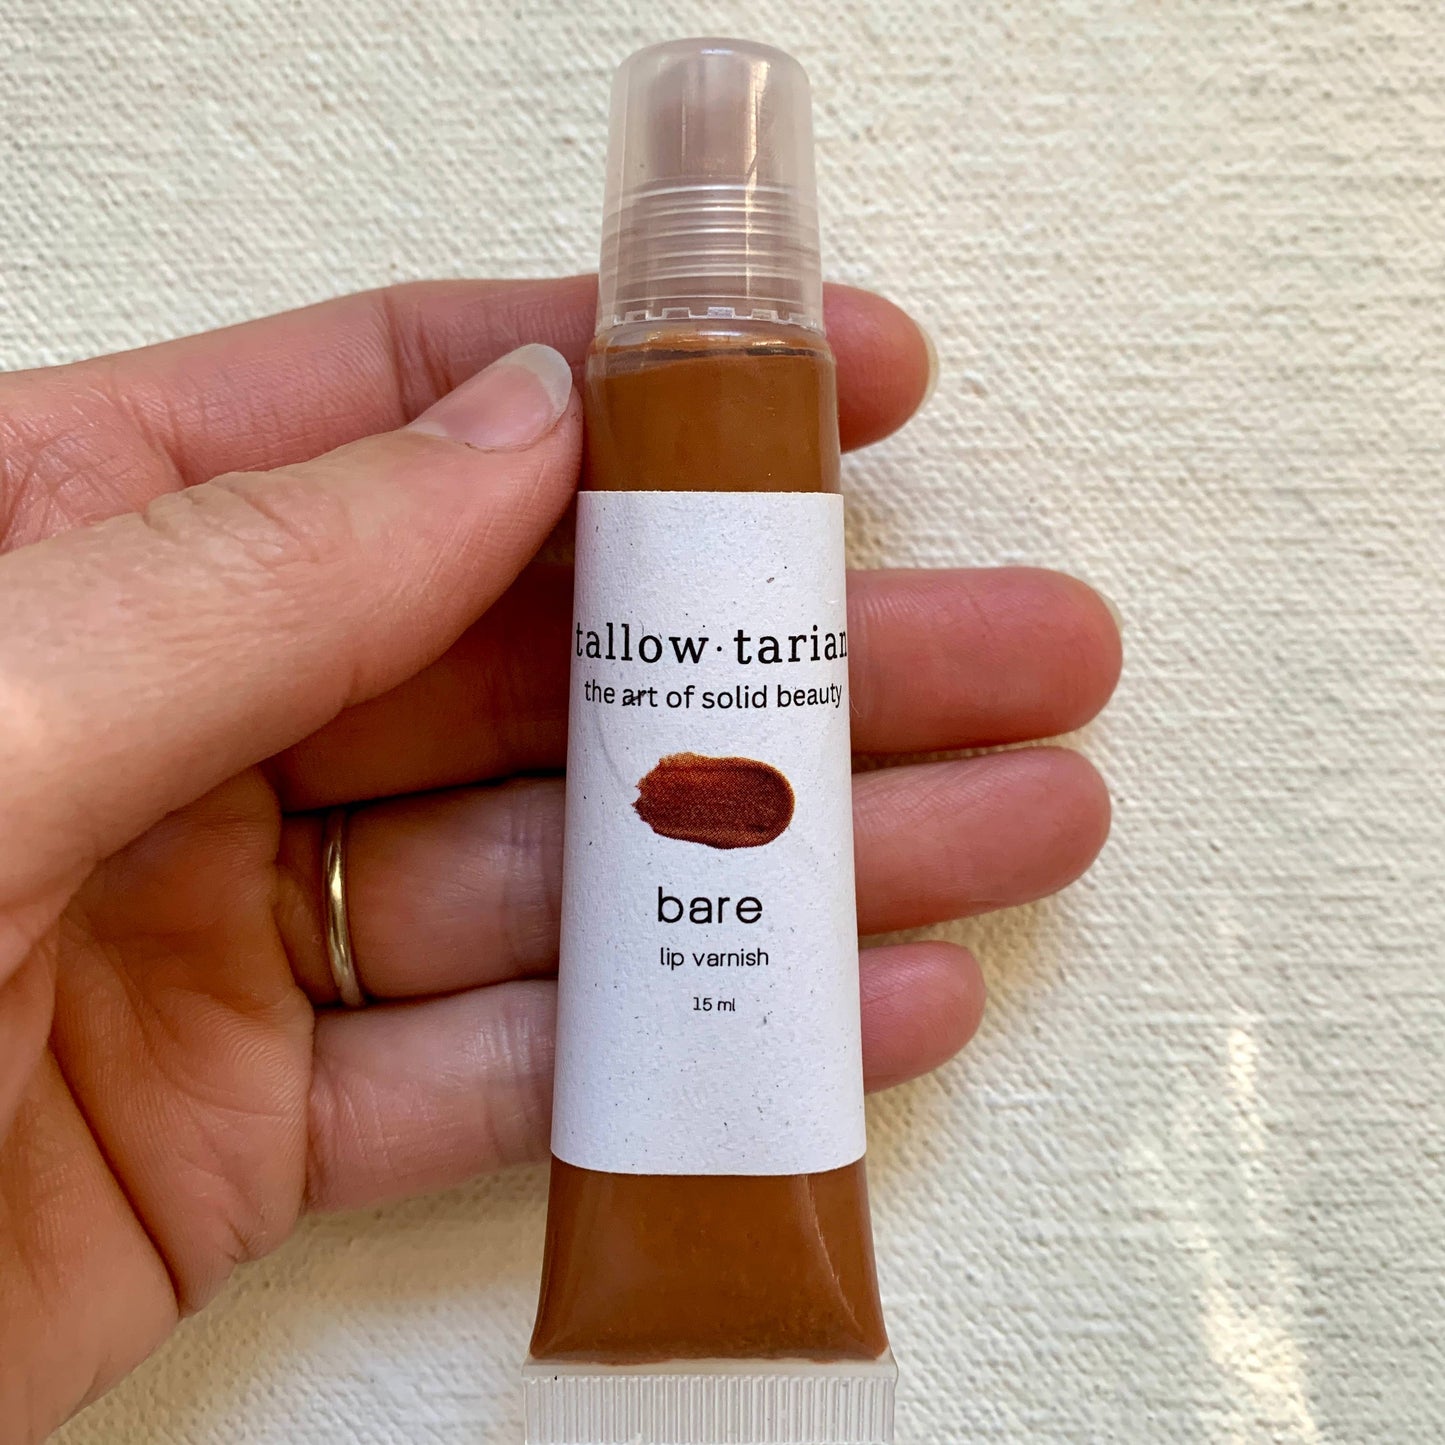 tallow·tarian
the art of solid beauty
bare
lip varnish
15 ml